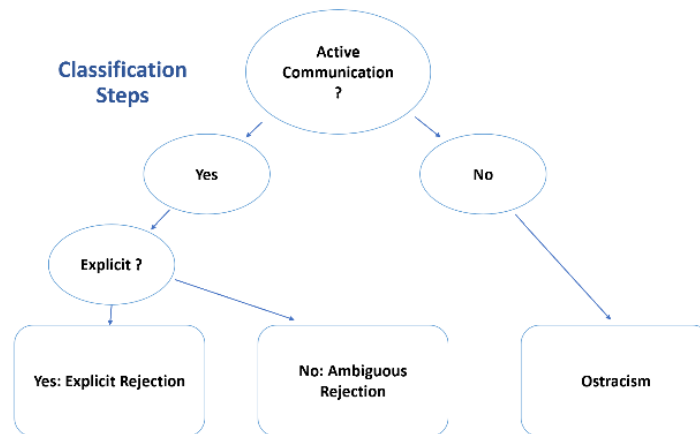 Classification
Steps
Active
Communication
?
Yes
No
Explicit ?
Yes: Explicit Rejection
No: Ambiguous
Rejection
Ostracism